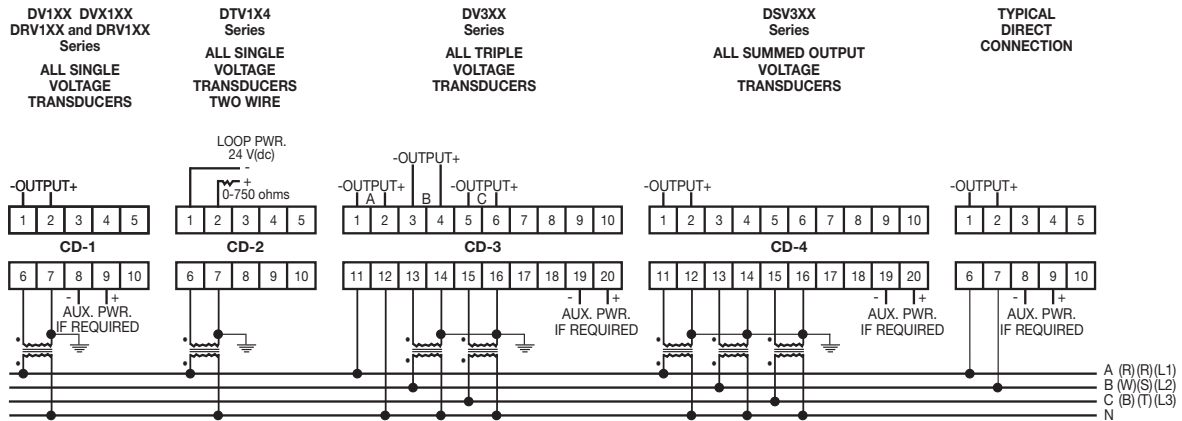 DV1XX DVX1XX
DRV1XX and DRV1XX
Series
ALL SINGLE
VOLTAGE
TRANSDUCERS
DTV1X4
Series
ALL SINGLE
VOLTAGE
TRANSDUCERS
TWO WIRE
DV3XX
Series
ALL TRIPLE
VOLTAGE
TRANSDUCERS
DSV3XX
Series
ALL SUMMED OUTPUT
VOLTAGE
TRANSDUCERS
TYPICAL
DIRECT
CONNECTION
-OUTPUT+
1 2 3 4 5
CD-1
6 7 8 9 10
- +
AUX. PWR.
IF REQUIRED
LOOP PWR.
24 V(dc)
-
+
0-750 ohms
1 2 3 4 5
CD-2
6 7 8 9 10
-OUTPUT+
-OUTPUT+ -OUTPUT+
A B C
1 2 3 4 5 6 7 8 9 10
CD-3
11 12 13 14 15 16 17 18 19 20
- +
AUX. PWR.
IF REQUIRED
-OUTPUT+
1 2 3 4 5 6 7 8 9 10
CD-4
11 12 13 14 15 16 17 18 19 20
- +
AUX. PWR.
IF REQUIRED
-OUTPUT+
1 2 3 4 5
6 7 8 9 10
- +
AUX. PWR.
IF REQUIRED
A (R)(R)(L1)
B (W)(S)(L2)
C (B)(T)(L3)
N